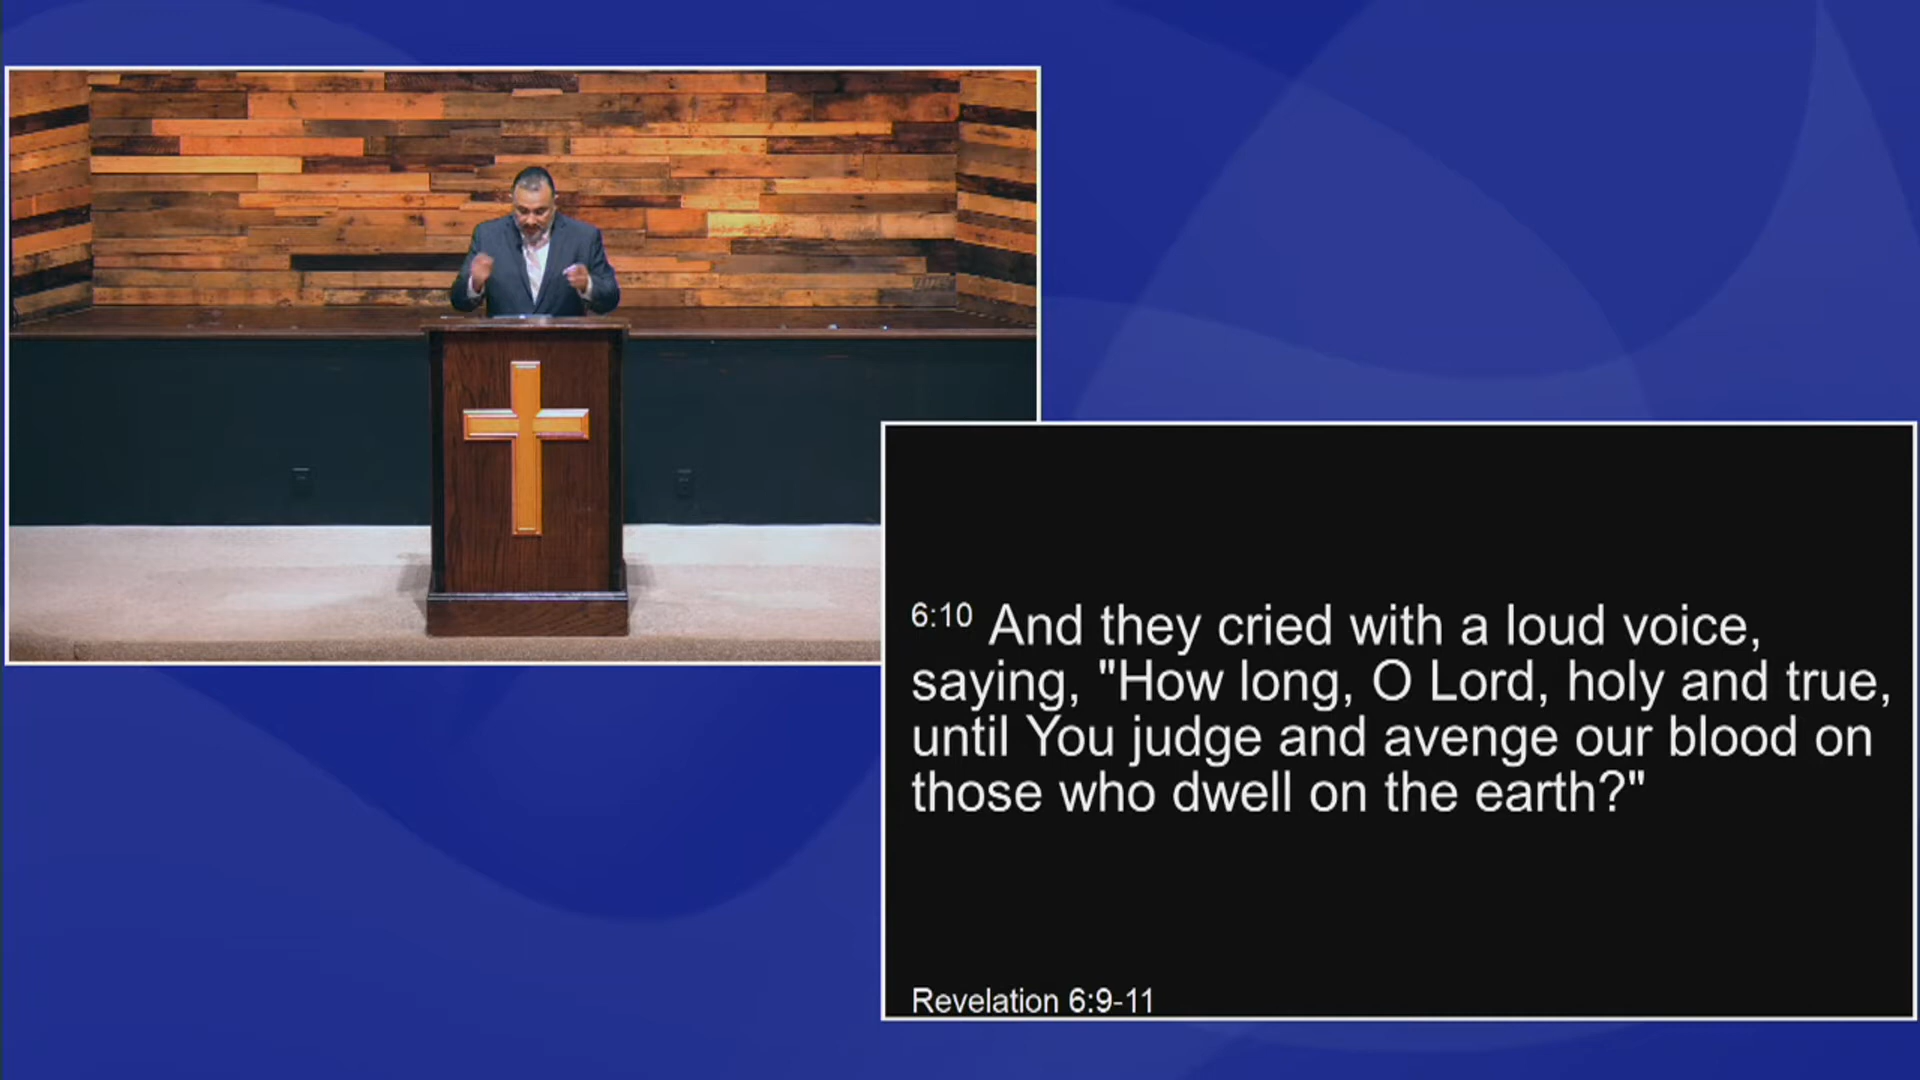 6:10 And they cried with a loud voice,
saying, "How long, O Lord, holy and true,
until You judge and avenge our blood on
those who dwell on the earth?"
Revelation 6:9-11